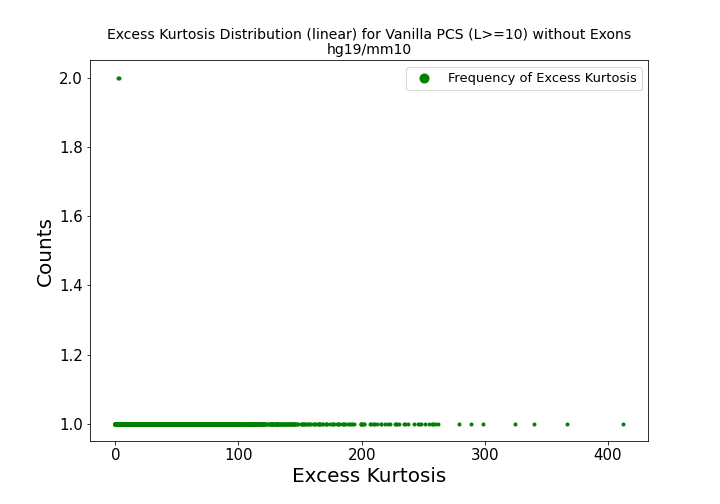 Excess Kurtosis Distribution (linear) for Vanilla PCS (L>=10) without Exons
hg19/mm10
Frequency of Excess Kurtosis
2.0
1.8
1.6
1.4
1.2
1.0
Counts
0
100
200
300
400
Excess Kurtosis